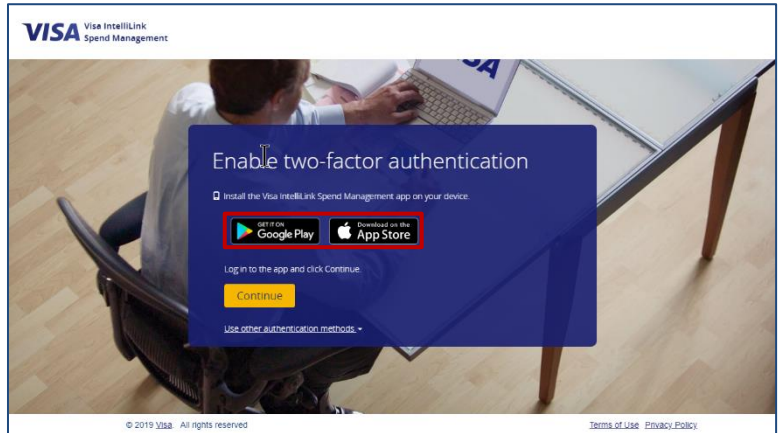 VISA Visa IntelliLink
Spend Management
VISA
Enable two-factor authentication
Install the Visa IntelliLink Spend Management app on your device.
GET IT ON
Google Play
Download on the
App Store
Log in to the app and click Continue.
Continue
Use other authentication methods
© 2019 Visa. All rights reserved
Terms of Use Privacy Policy